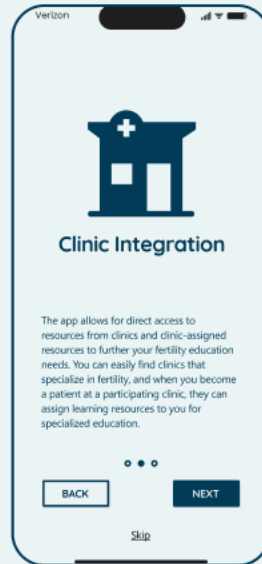 Verizon
Clinic Integration
The app allows for direct access to
resources from clinics and clinic-assigned
resources to further your fertility education
needs. You can easily find clinics that
specialize in fertility, and when you become
a patient at a participating clinic, they can
assign learning resources to you for
specialized education.
BACK
NEXT
Skip